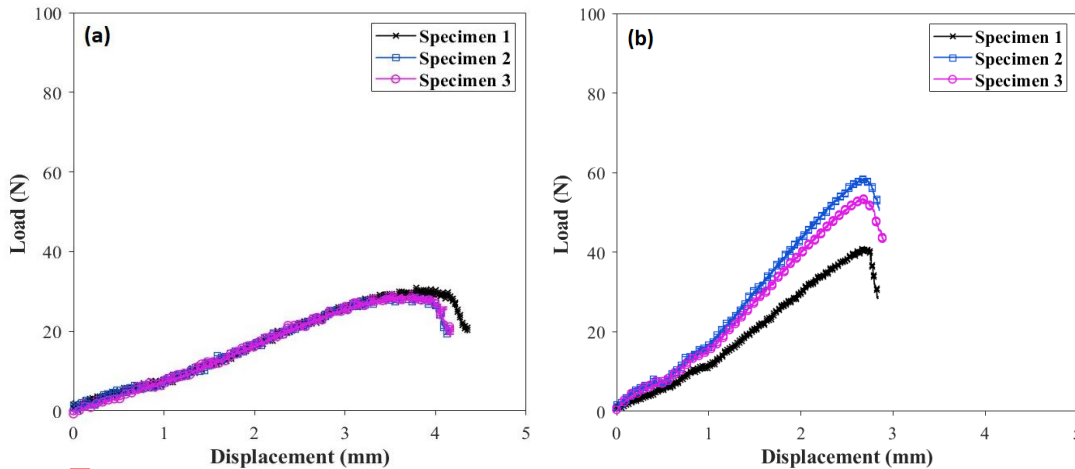 (a)
Specimen 1
Specimen 2
Specimen 3
100
80
60
40
20
0
Load (N)
0 1 2 3 4 5
Displacement (mm)
(b)
Specimen 1
Specimen 2
Specimen 3
100
80
60
40
20
0
Load (N)
0 1 2 3 4 5
Displacement (mm)